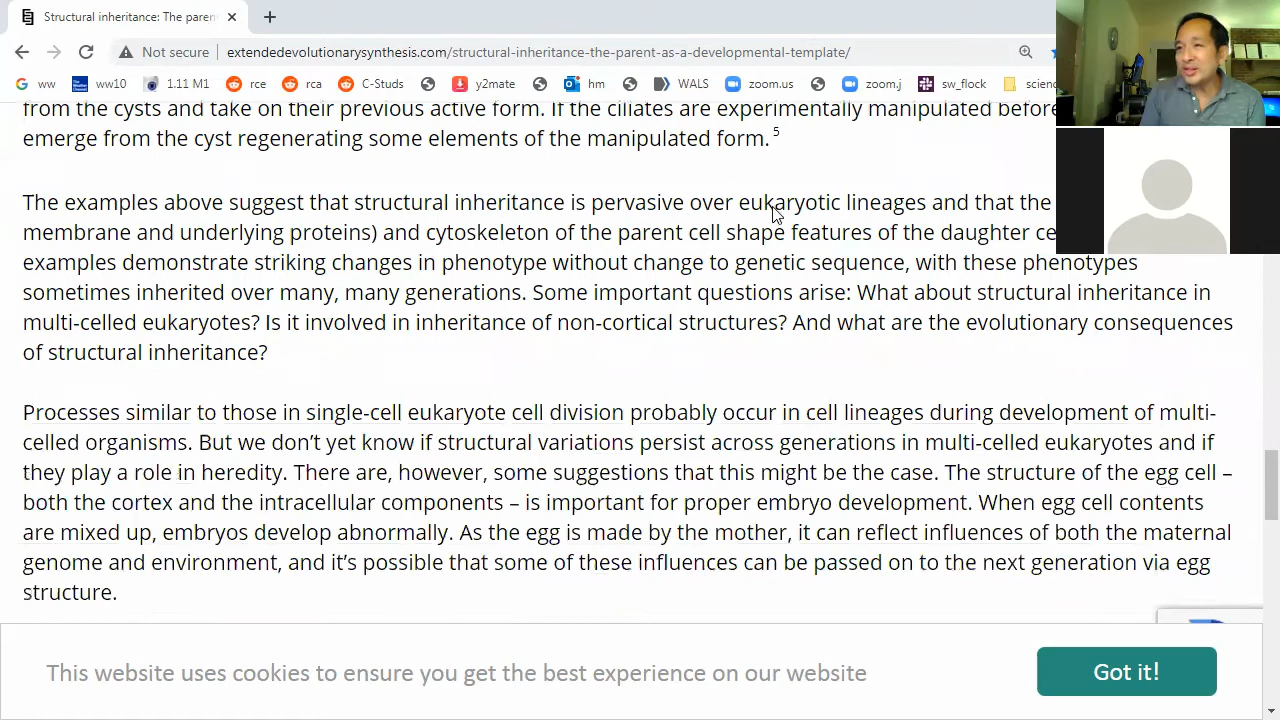 Structural inheritance: The paren
Not secure
extendedevolutionarysynthesis.com/structural-inheritance-the-parent-as-a-developmental-template/
ww
ww10
1.11 M1
rce
rca
C-Studs
y2mate
hm
WALS
zoom.us
zoom.j
sw_flock
scienc
from the cysts and take on their previous active form. If the ciliates are experimentally manipulated before
emerge from the cyst regenerating some elements of the manipulated form. 5
The examples above suggest that structural inheritance is pervasive over eukaryotic lineages and that the
membrane and underlying proteins) and cytoskeleton of the parent cell shape features of the daughter ce
examples demonstrate striking changes in phenotype without change to genetic sequence, with these phenotypes
sometimes inherited over many, many generations. Some important questions arise: What about structural inheritance in
multi-celled eukaryotes? Is it involved in inheritance of non-cortical structures? And what are the evolutionary consequences
of structural inheritance?
Processes similar to those in single-cell eukaryote cell division probably occur in cell lineages during development of multi-
celled organisms. But we don't yet know if structural variations persist across generations in multi-celled eukaryotes and if
they play a role in heredity. There are, however, some suggestions that this might be the case. The structure of the egg cell –
both the cortex and the intracellular components – is important for proper embryo development. When egg cell contents
are mixed up, embryos develop abnormally. As the egg is made by the mother, it can reflect influences of both the maternal
genome and environment, and it's possible that some of these influences can be passed on to the next generation via egg
structure.
This website uses cookies to ensure you get the best experience on our website
Got it!